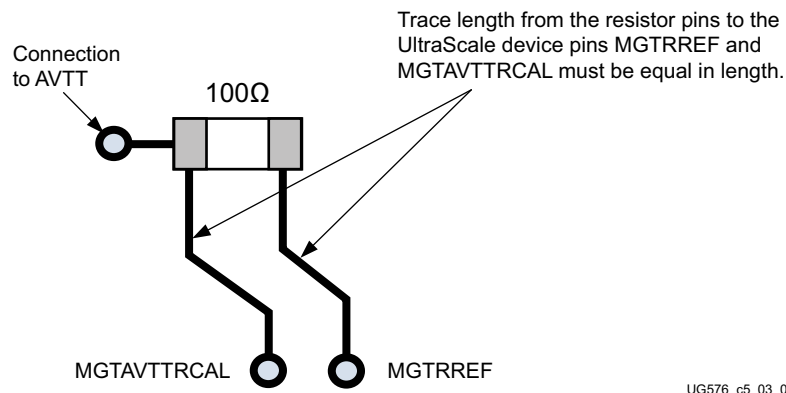 Trace length from the resistor pins to the
UltraScale device pins MGTRREF and
MGTAVTTRCAL must be equal in length.
Connection
to AVTT
100Ω
MGTAVTTRCAL
MGTRREF